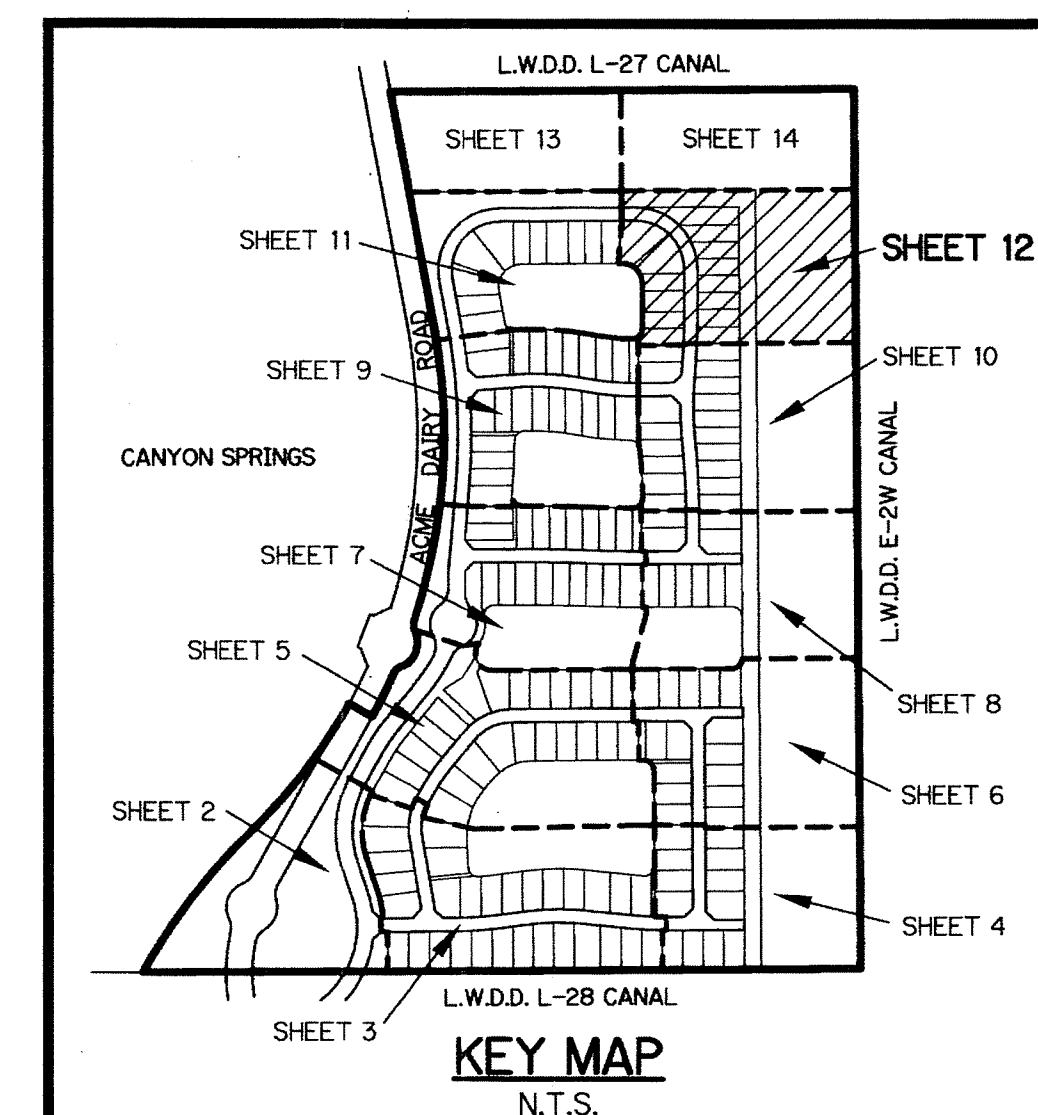 L.W.D.D. L-27 CANAL
SHEET 13
SHEET 14
SHEET 11
SHEET 12
ACME DAIRY ROAD
SHEET 9
SHEET 10
CANYON SPRINGS
L.W.D.D. E-2W CANAL
SHEET 7
SHEET 5
SHEET 8
SHEET 2
SHEET 6
SHEET 4
L.W.D.D. L-28 CANAL
SHEET 3
KEY MAP
N.T.S.